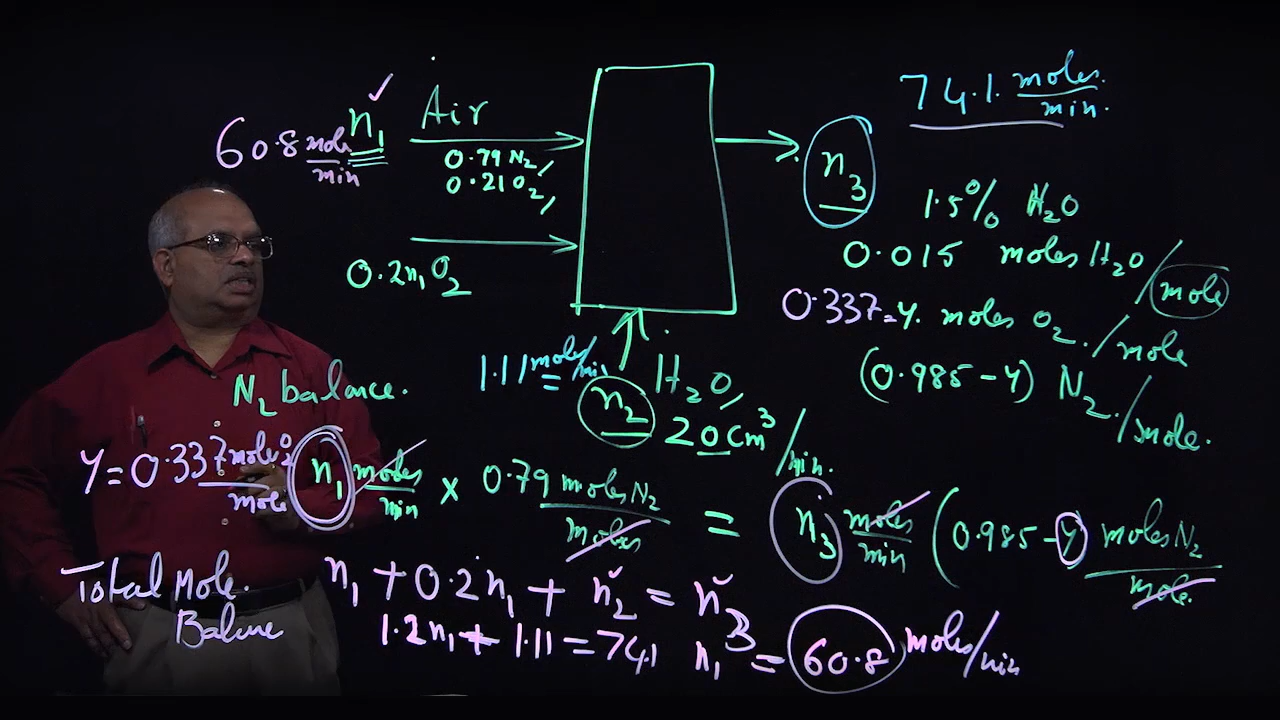 74.1 moles/min.
Air
60.8 mole/min n₁
0.79 N₂,
0.21 O₂,
n₃
1.5% H₂O
0.015 moles H₂O/mole
0.2n₁ O₂
0.337=y. moles O₂./mole
1.11 moles/min
H₂O,
(0.985-y) N₂./mole.
N₂ balance.
n₂
20 cm³/min.
Y=0.337 moles O₂/mole
n₁ moles/min × 0.79 moles N₂/moles = n₃ moles/min (0.985-y) moles N₂/mole.
Total Mole.
Balance
n₁ + 0.2n₁ + n₂ = n₃
1.2n₁ + 1.11 = 74.1
n₁ = 60.8 moles/min